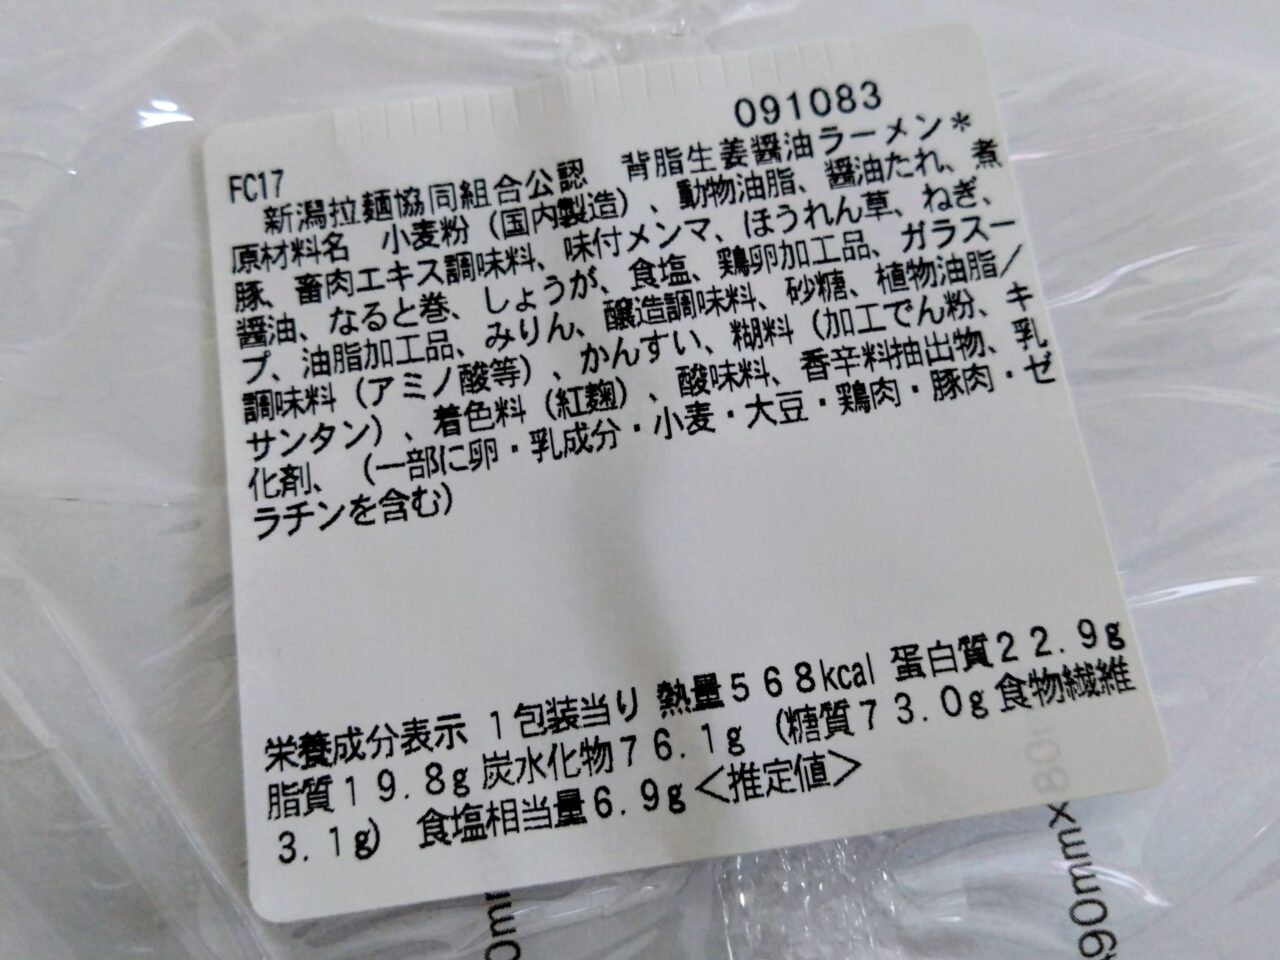 091083
FC17
新潟拉麺協同組合公認 背脂生姜醤油ラーメン*
原材料名 小麦粉(国内製造)、動物油脂、醤油たれ、煮
豚、畜肉エキス調味料、味付メンマ、ほうれん草、ねぎ、
醤油、なると巻、しょうが、食塩、鶏卵加工品、ガラスー
プ、油脂加工品、みりん、醸造調味料、砂糖、植物油脂/
調味料(アミノ酸等)、かんすい、糊料(加工でん粉、キ
サンタン)、着色料(紅麹)、酸味料、香辛料抽出物、乳
化剤、(一部に卵・乳成分・小麦・大豆・鶏肉・豚肉・ゼ
ラチンを含む)
栄養成分表示 1包装当り 熱量568kcal 蛋白質22.9g
脂質19.8g炭水化物76.1g (糖質73.0g食物繊維
3.1g) 食塩相当量6.9g<推定値>
90mmx